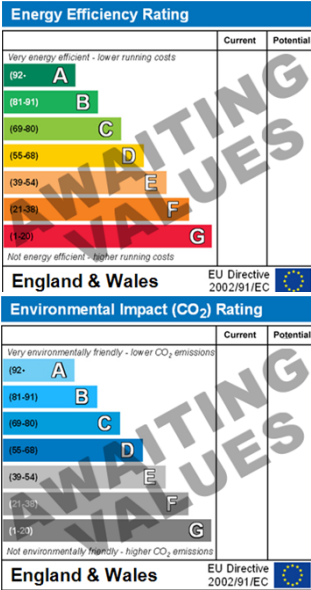 Energy Efficiency Rating
Current Potential
Very energy efficient - lower running costs
(92+ A
(81-91) B
(69-80) C
(55-68) D
(39-54) E
(21-38) F
(1-20) G
Not energy efficient - higher running costs
AWAITING
VALUES
England & Wales
EU Directive
2002/91/EC
Environmental Impact (CO₂) Rating
Current Potential
Very environmentally friendly - lower CO₂ emissions
(92+ A
(81-91) B
(69-80) C
(55-68) D
(39-54) E
(21-38) F
(1-20) G
Not environmentally friendly - higher CO₂ emissions
AWAITING
VALUES
England & Wales
EU Directive
2002/91/EC